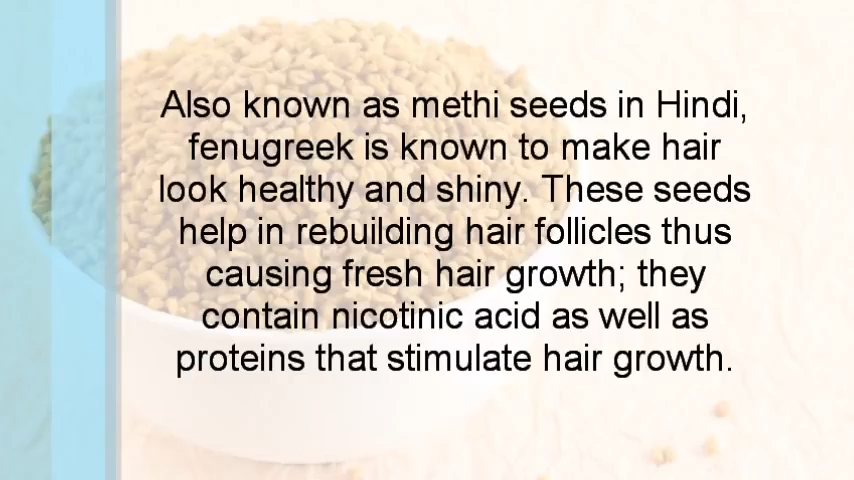 Also known as methi seeds in Hindi,
fenugreek is known to make hair
look healthy and shiny. These seeds
help in rebuilding hair follicles thus
causing fresh hair growth; they
contain nicotinic acid as well as
proteins that stimulate hair growth.